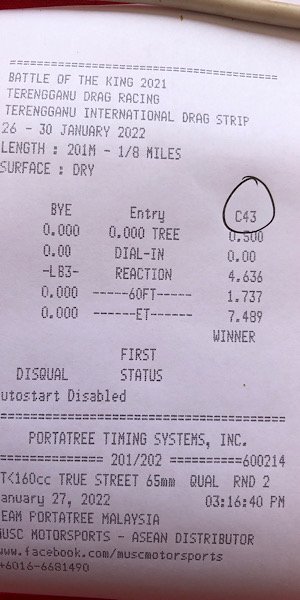 BATTLE OF THE KING 2021
TERENGGANU DRAG RACING
TERENGGANU INTERNATIONAL DRAG STRIP
26 - 30 JANUARY 2022
LENGTH : 201M - 1/8 MILES
SURFACE : DRY
BYE Entry C43
0.000 0.000 TREE 0.500
0.00 DIAL-IN 0.00
-LB3- REACTION 4.636
0.000 ------60FT----- 1.737
0.000 ------ET------ 7.489
WINNER
FIRST
DISQUAL STATUS
utostart Disabled
PORTATREE TIMING SYSTEMS, INC.
============== 201/202 ==========600214
T<160cc TRUE STREET 65mm QUAL RND 2
anuary 27, 2022 03:16:40 PM
EAM PORTATREE MALAYSIA
MUSC MOTORSPORTS - ASEAN DISTRIBUTOR
www.facebook.com/muscmotorsports
+6016-6681490